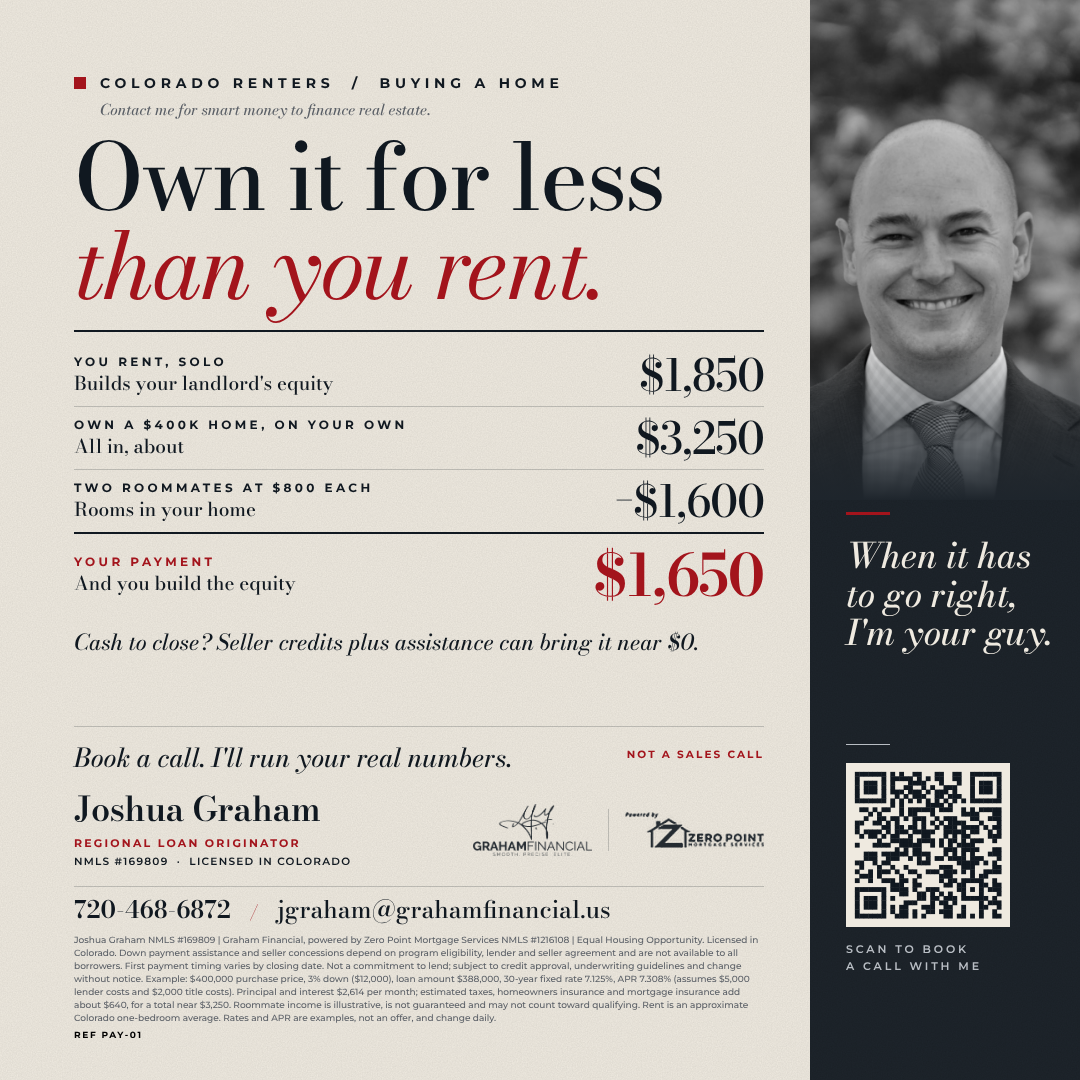 COLORADO RENTERS / BUYING A HOME
Contact me for smart money to finance real estate.
Own it for less
than you rent.
YOU RENT, SOLO
Builds your landlord's equity
$1,850
OWN A $400K HOME, ON YOUR OWN
All in, about
$3,250
TWO ROOMMATES AT $800 EACH
Rooms in your home
–$1,600
YOUR PAYMENT
And you build the equity
$1,650
Cash to close? Seller credits plus assistance can bring it near $0.
Book a call. I'll run your real numbers.
NOT A SALES CALL
Joshua Graham
REGIONAL LOAN ORIGINATOR
NMLS #169809 · LICENSED IN COLORADO
GRAHAMFINANCIAL
SMOOTH. PRECISE. ELITE.
Powered by
ZERO POINT
MORTGAGE SERVICES
720-468-6872 / jgraham@grahamfinancial.us
Joshua Graham NMLS #169809 | Graham Financial, powered by Zero Point Mortgage Services NMLS #1216108 | Equal Housing Opportunity. Licensed in
Colorado. Down payment assistance and seller concessions depend on program eligibility, lender and seller agreement and are not available to all
borrowers. First payment timing varies by closing date. Not a commitment to lend; subject to credit approval, underwriting guidelines and change
without notice. Example: $400,000 purchase price, 3% down ($12,000), loan amount $388,000, 30-year fixed rate 7.125%, APR 7.308% (assumes $5,000
lender costs and $2,000 title costs). Principal and interest $2,614 per month; estimated taxes, homeowners insurance and mortgage insurance add
about $640, for a total near $3,250. Roommate income is illustrative, is not guaranteed and may not count toward qualifying. Rent is an approximate
Colorado one-bedroom average. Rates and APR are examples, not an offer, and change daily.
REF PAY-01
When it has
to go right,
I'm your guy.
SCAN TO BOOK
A CALL WITH ME